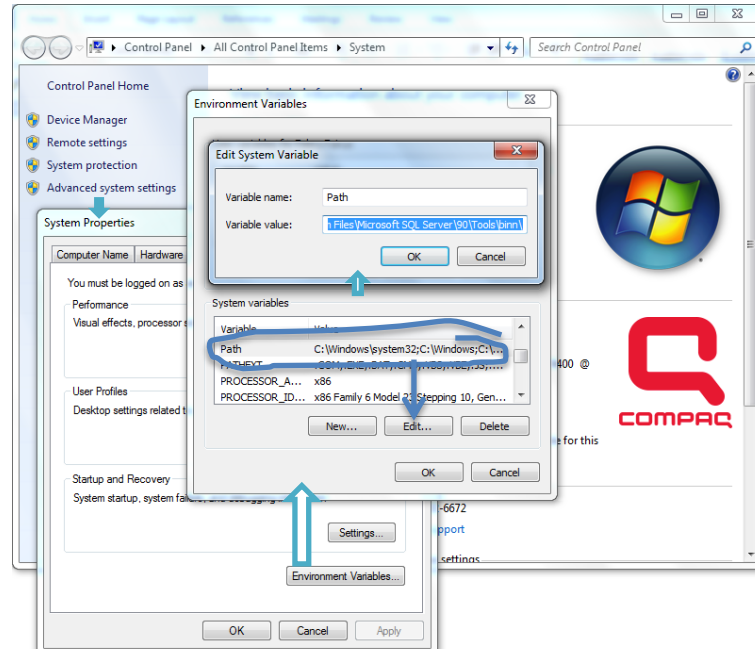 Control Panel ▸ All Control Panel Items ▸ System
Search Control Panel
Control Panel Home
Device Manager
Remote settings
System protection
Advanced system settings
Environment Variables
Edit System Variable
Variable name: Path
Variable value: n Files\Microsoft SQL Server\90\Tools\binn\
OK Cancel
System variables
Variable Value
Path C:\Windows\system32;C:\Windows;C:\...
PROCESSOR_A... x86
PROCESSOR_ID... x86 Family 6 Model 23 Stepping 10, Gen...
New... Edit... Delete
OK Cancel
System Properties
Computer Name Hardware
You must be logged on as
Performance
Visual effects, processor s
User Profiles
Desktop settings related t
Startup and Recovery
System startup, system failure, and debugging
Settings...
Environment Variables...
OK Cancel Apply
400 @
COMPAQ
e for this
-6672
pport
settings